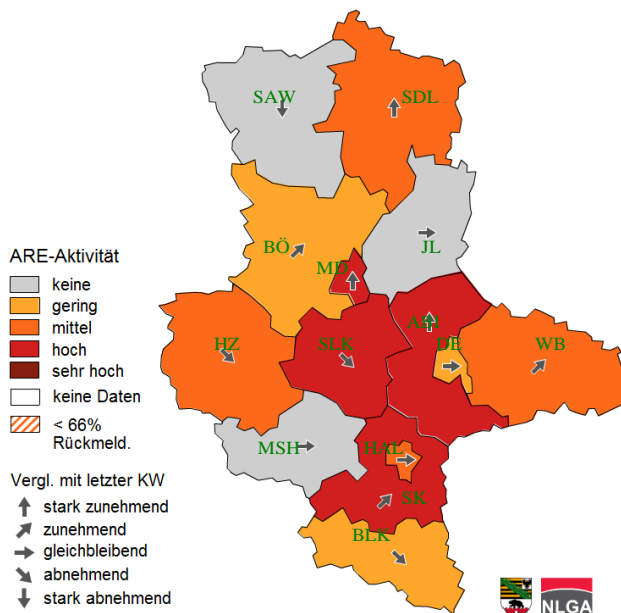 SAW
SDL
BÖ
JL
MD
ABI
HZ
SLK
DE
WB
MSH
HAL
SK
BLK
ARE-Aktivität
keine
gering
mittel
hoch
sehr hoch
keine Daten
< 66%
Rückmeld.
Vergl. mit letzter KW
stark zunehmend
zunehmend
gleichbleibend
abnehmend
stark abnehmend
NLGA